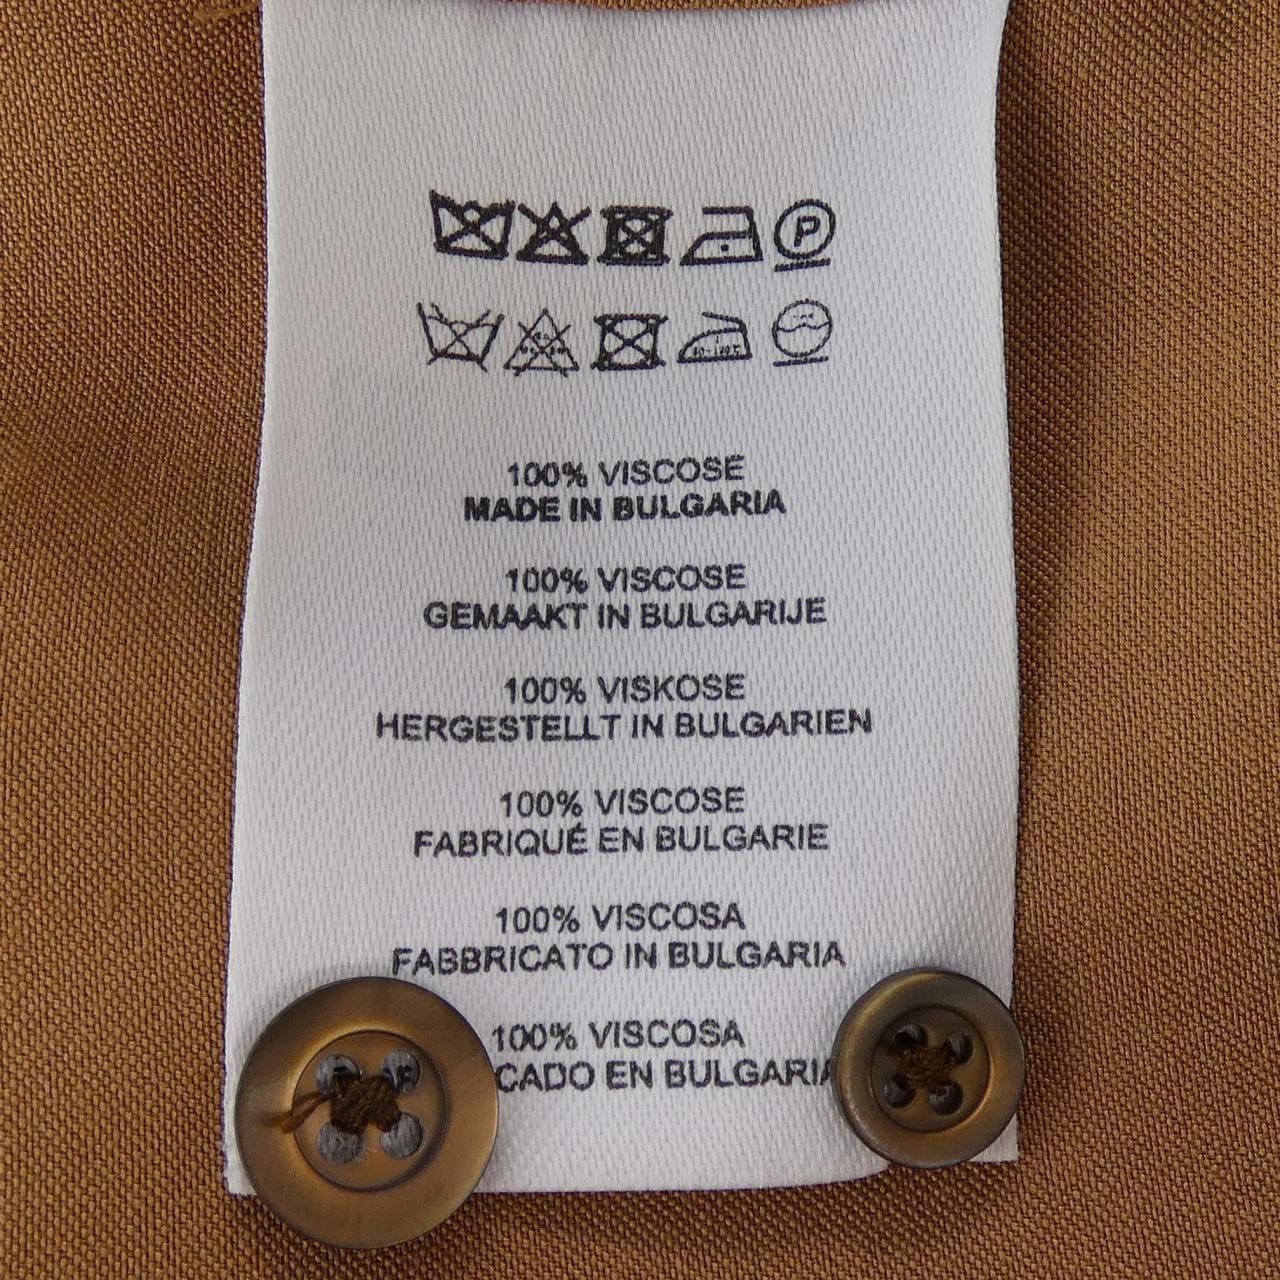 P
100% VISCOSE
MADE IN BULGARIA
100% VISCOSE
GEMAAKT IN BULGARIJE
100% VISKOSE
HERGESTELLT IN BULGARIEN
100% VISCOSE
FABRIQUÉ EN BULGARIE
100% VISCOSA
FABBRICATO IN BULGARIA
100% VISCOSA
CADO EN BULGARIA